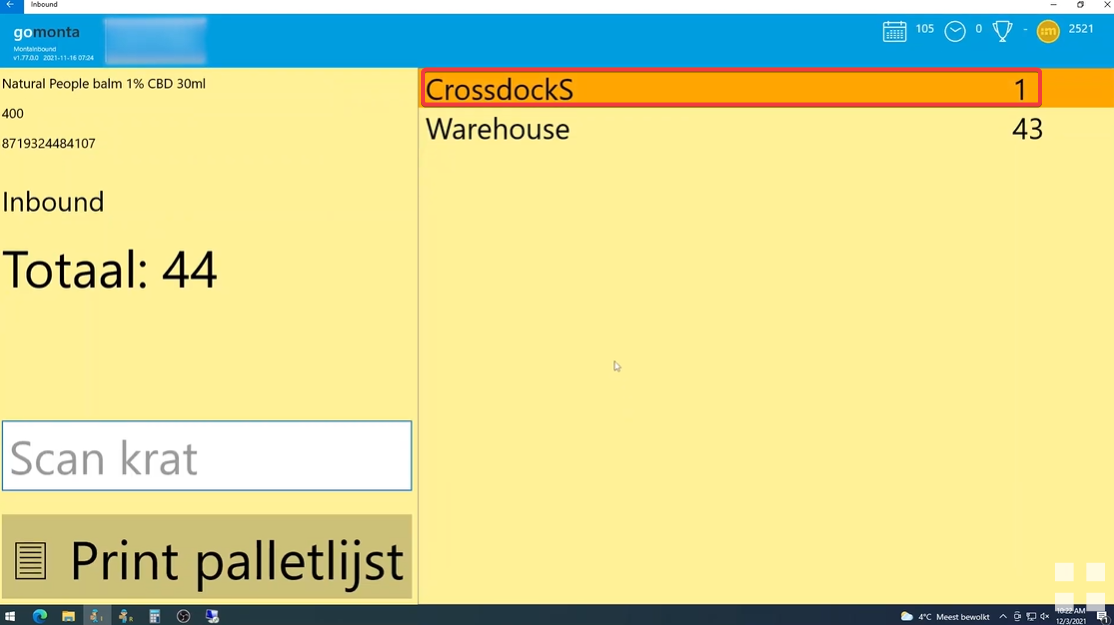 Inbound
gomonta
MontaInbound
v1.77.0.0 2021-11-16 07:24
105
0
-
:m
2521
Natural People balm 1% CBD 30ml
400
8719324484107
Inbound
Totaal: 44
Scan krat
Print palletlijst
CrossdockS 1
Warehouse 43
4°C Meest bewolkt
10:22 AM
12/3/2021